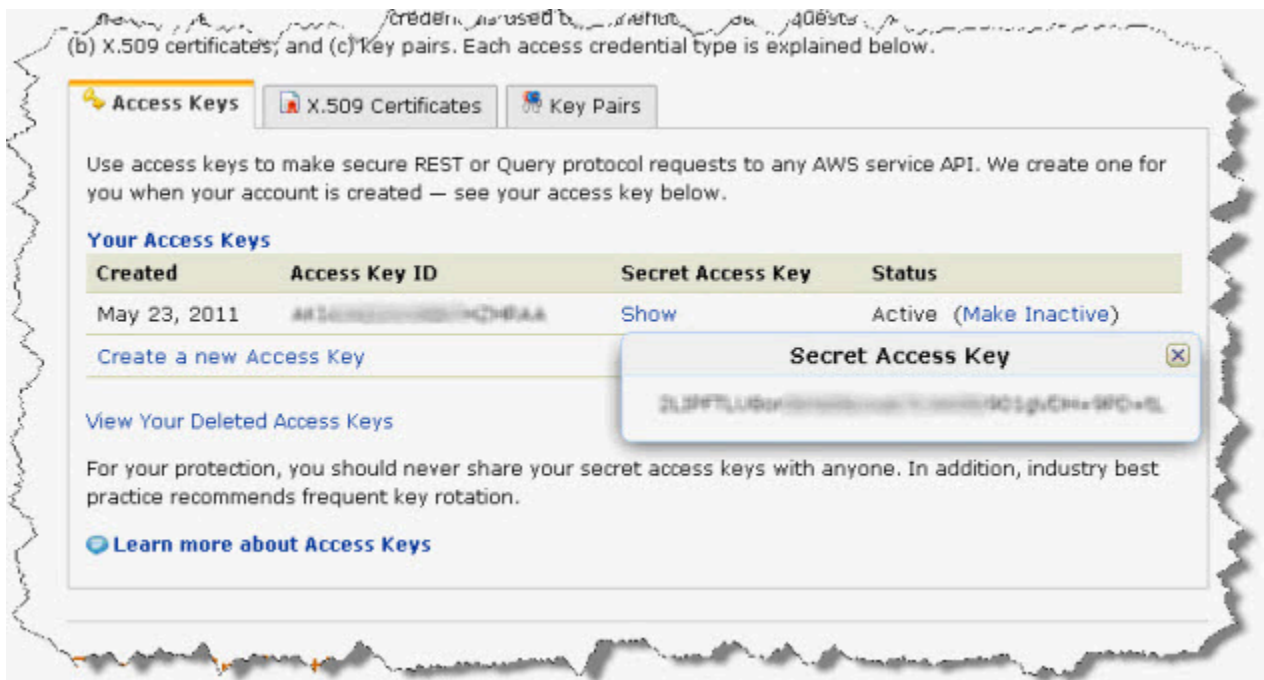 (b) X.509 certificates, and (c) key pairs. Each access credential type is explained below.
Access Keys X.509 Certificates Key Pairs
Use access keys to make secure REST or Query protocol requests to any AWS service API. We create one for
you when your account is created — see your access key below.
Your Access Keys
Created Access Key ID Secret Access Key Status
May 23, 2011 Show Active (Make Inactive)
Create a new Access Key
Secret Access Key
View Your Deleted Access Keys
For your protection, you should never share your secret access keys with anyone. In addition, industry best
practice recommends frequent key rotation.
Learn more about Access Keys